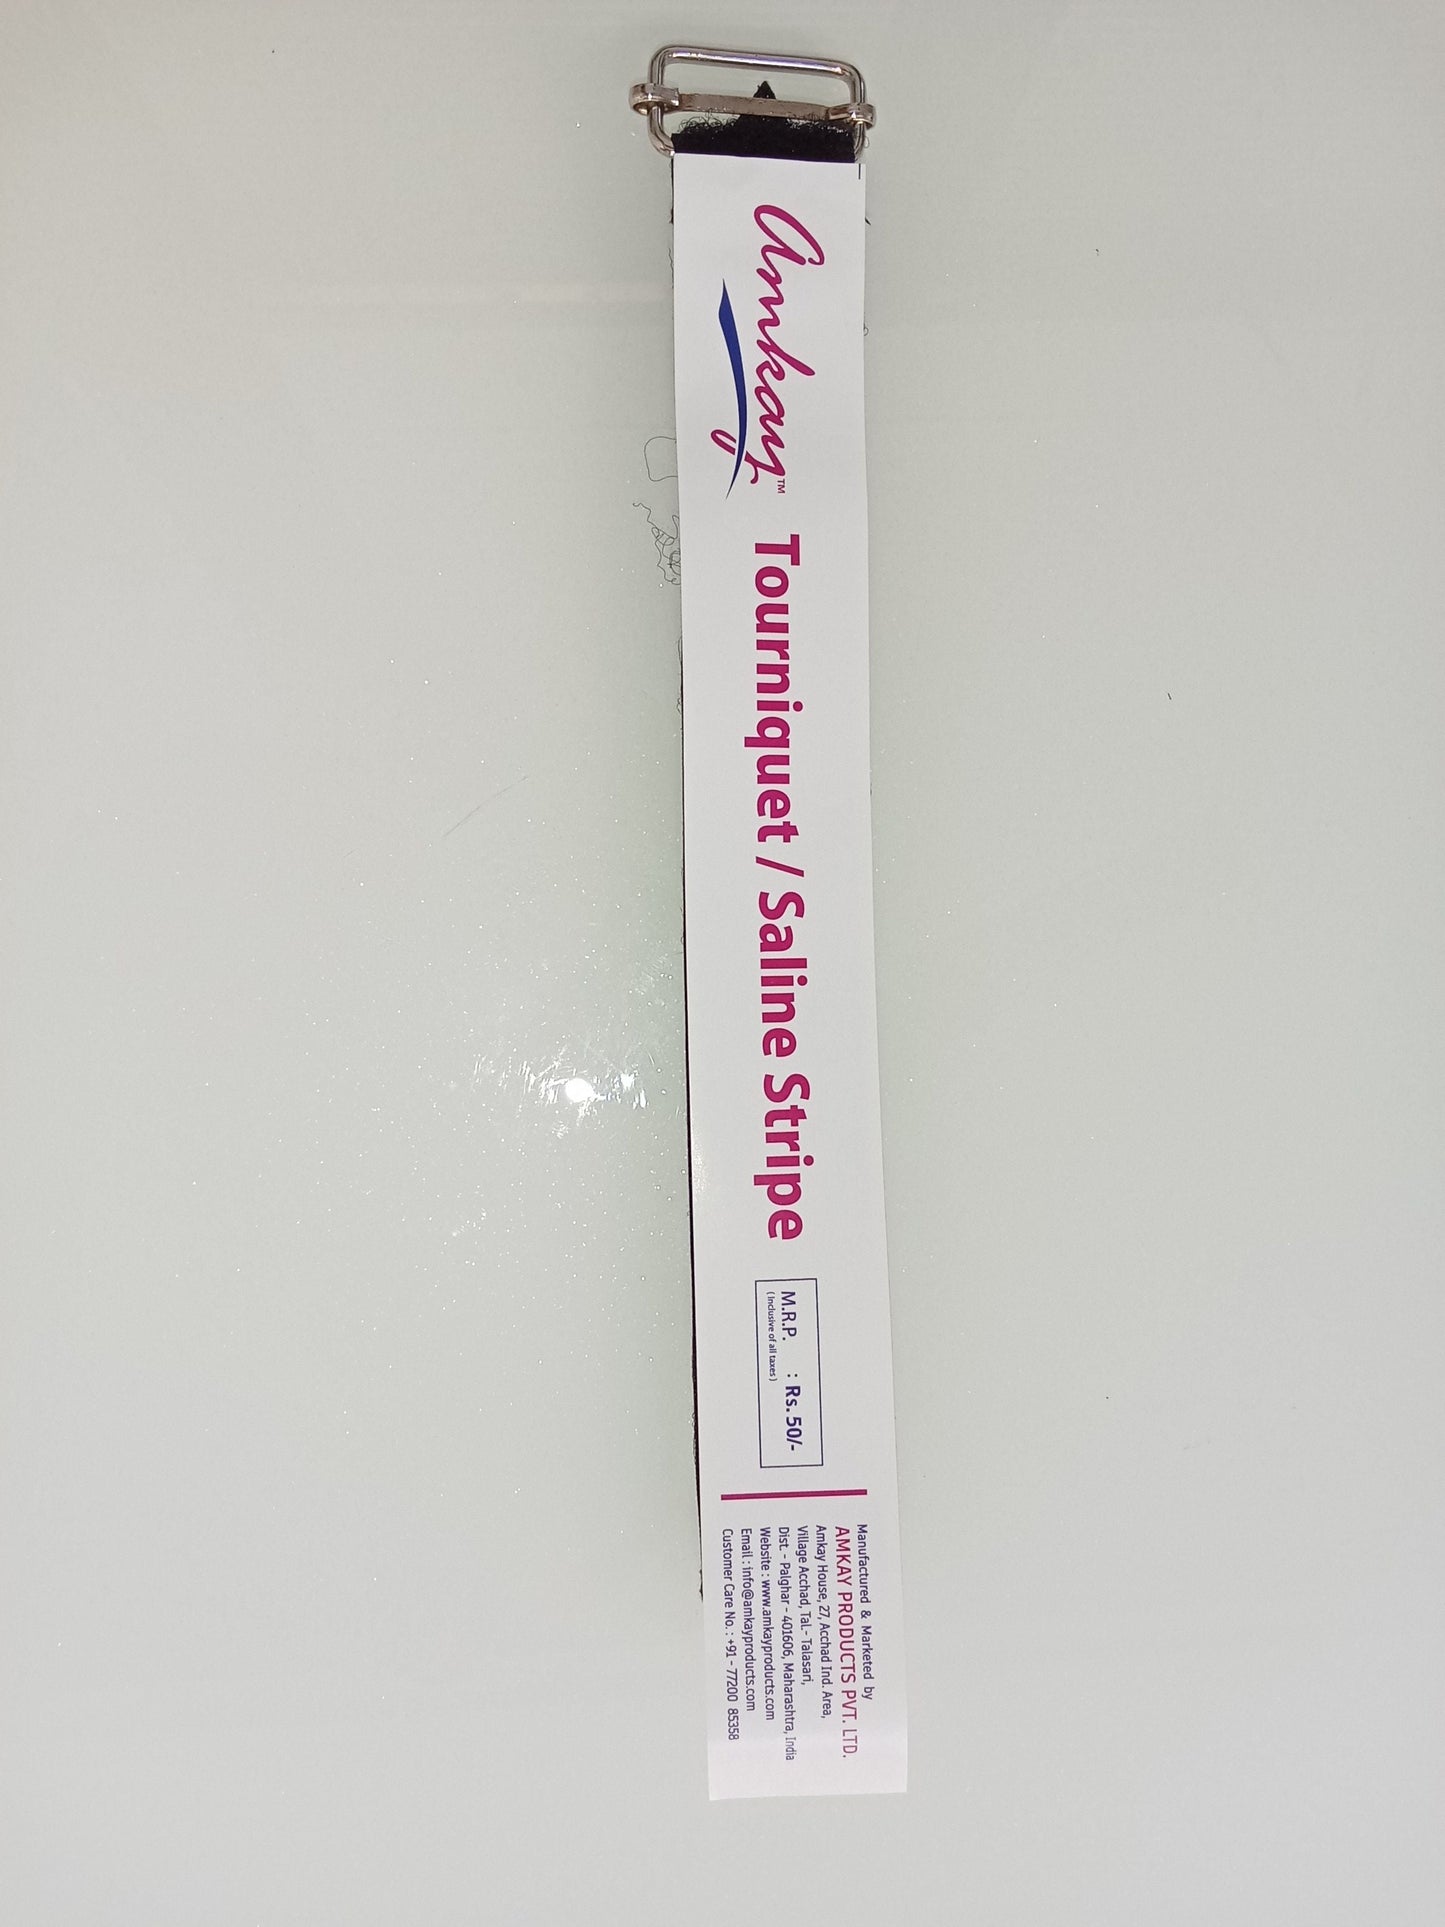 Amkay™
Tourniquet / Saline Stripe
M.R.P. : Rs. 50/-
(Inclusive of all taxes)
Manufactured & Marketed by
AMKAY PRODUCTS PVT. LTD.
Amkay House, 27, Acchad Ind. Area,
Village Acchad, Tal.- Talasari,
Dist. - Palghar - 401606, Maharashtra, India
Website : www.amkayproducts.com
Email : info@amkayproducts.com
Customer Care No. : +91 - 77200 85358